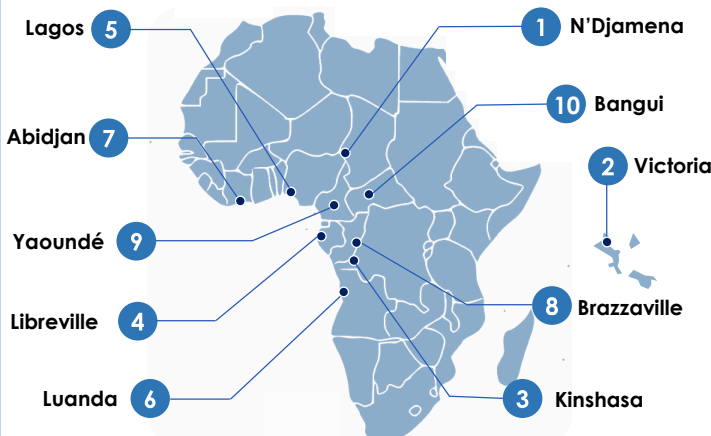 Lagos 5
1 N'Djamena
10 Bangui
Abidjan 7
2 Victoria
Yaoundé 9
Libreville 4
8 Brazzaville
Luanda 6
3 Kinshasa